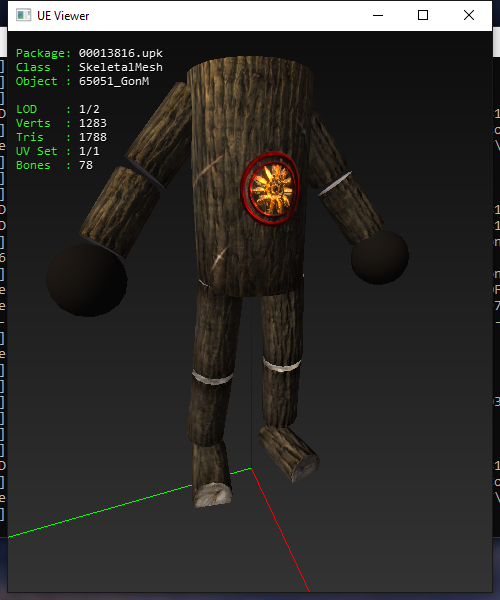 UE Viewer
Package: 00013816.upk
Class : SkeletalMesh
Object : 65051_GonM
LOD : 1/2
Verts : 1283
Tris : 1788
UV Set : 1/1
Bones : 78